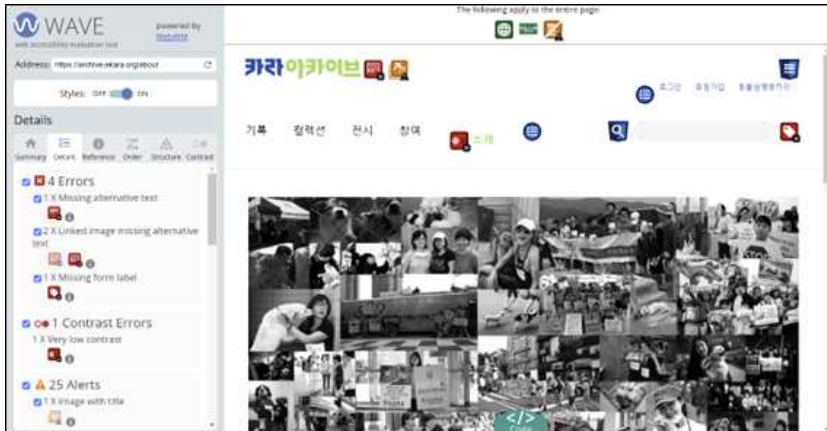 WAVE
powered by
WebAIM
web accessibility evaluation tool
Address: https://archive.ekara.org/about
Styles: OFF ON
Details
Summary Details Reference Order Structure Contrast
4 Errors
1 X Missing alternative text
2 X Linked image missing alternative
text
1 X Missing form label
1 Contrast Errors
1 X Very low contrast
25 Alerts
1 X Image with title
The following apply to the entire page:
카라아카이브
로그인 회원가입
기록 컬렉션 전시 참여 소개
</>
Code